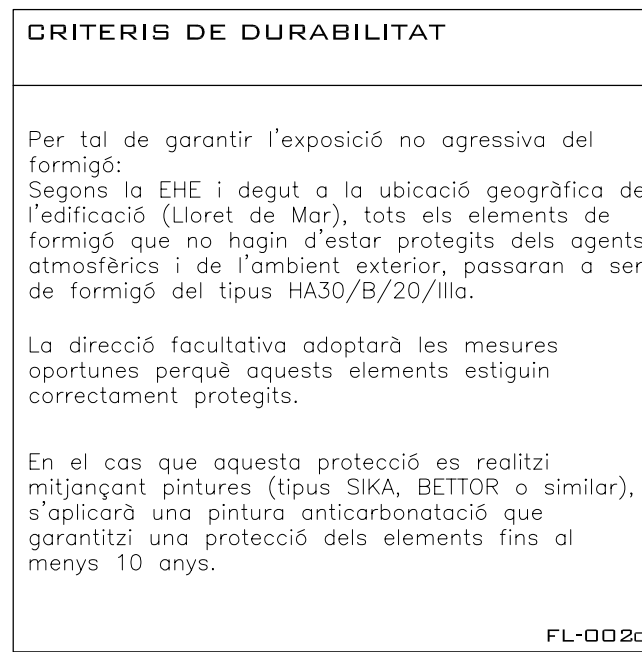 CRITERIS DE DURABILITAT
Per tal de garantir l'exposició no agressiva del
formigó:
Segons la EHE i degut a la ubicació geogràfica de
l'edificació (Lloret de Mar), tots els elements de
formigó que no hagin d'estar protegits dels agents
atmosfèrics i de l'ambient exterior, passaran a ser
de formigó del tipus HA30/B/20/IIIa.
La direcció facultativa adoptarà les mesures
oportunes perquè aquests elements estiguin
correctament protegits.
En el cas que aquesta protecció es realitzi
mitjançant pintures (tipus SIKA, BETTOR o similar),
s'aplicarà una pintura anticarbonatació que
garantitzi una protecció dels elements fins al
menys 10 anys.
FL-002c